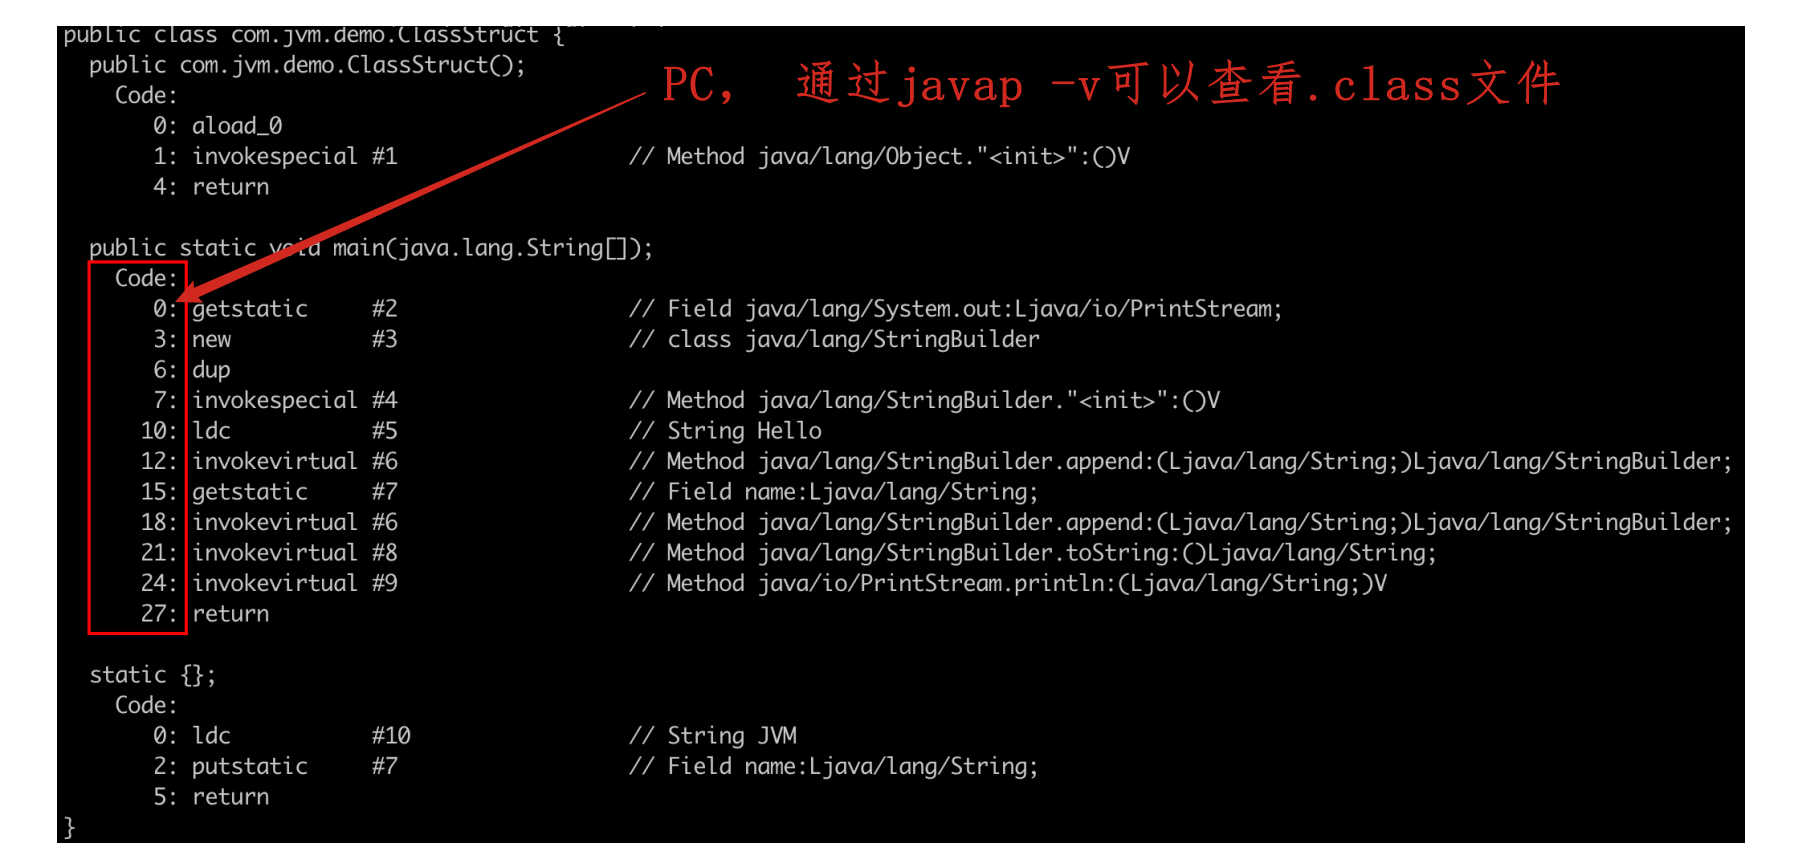 public class com.jvm.demo.ClassStruct {
public com.jvm.demo.ClassStruct();
PC， 通过javap -v可以查看.class文件
Code:
0: aload_0
1: invokespecial #1 // Method java/lang/Object."<init>":()V
4: return
public static void main(java.lang.String[]);
Code:
0: getstatic #2 // Field java/lang/System.out:Ljava/io/PrintStream;
3: new #3 // class java/lang/StringBuilder
6: dup
7: invokespecial #4 // Method java/lang/StringBuilder."<init>":()V
10: ldc #5 // String Hello
12: invokevirtual #6 // Method java/lang/StringBuilder.append:(Ljava/lang/String;)Ljava/lang/StringBuilder;
15: getstatic #7 // Field name:Ljava/lang/String;
18: invokevirtual #6 // Method java/lang/StringBuilder.append:(Ljava/lang/String;)Ljava/lang/StringBuilder;
21: invokevirtual #8 // Method java/lang/StringBuilder.toString:()Ljava/lang/String;
24: invokevirtual #9 // Method java/io/PrintStream.println:(Ljava/lang/String;)V
27: return
static {};
Code:
0: ldc #10 // String JVM
2: putstatic #7 // Field name:Ljava/lang/String;
5: return
}